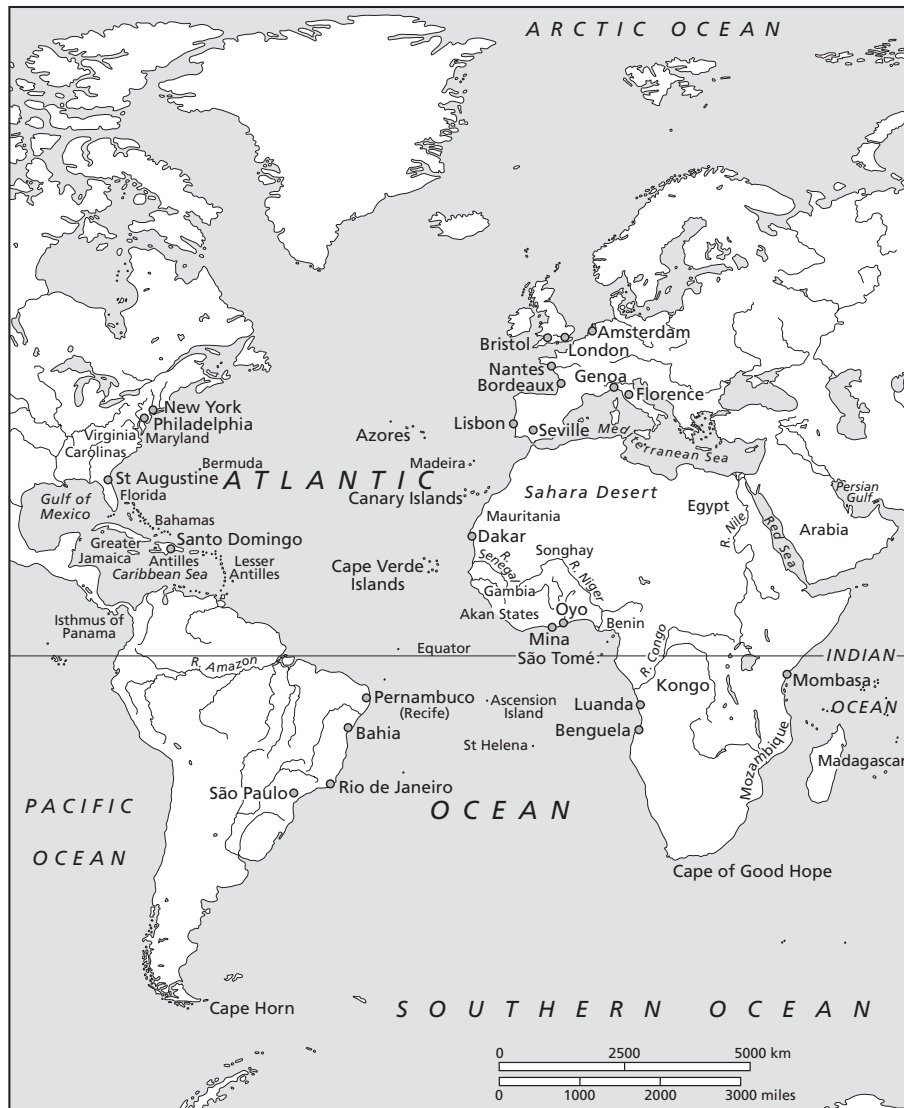 ARCTIC OCEAN
Bristol
Amsterdam
London
Nantes
Bordeaux
Genoa
Florence
New York
Philadelphia
Virginia
Maryland
Carolinas
Lisbon
Seville
Mediterranean Sea
Azores
Bermuda
Madeira
ATLANTIC
St Augustine
Florida
Gulf of
Mexico
Canary Islands
Sahara Desert
Egypt
R. Nile
Persian
Gulf
Red Sea
Arabia
Bahamas
Mauritania
Santo Domingo
Dakar
Greater
Antilles
Jamaica
Lesser
Antilles
Caribbean Sea
Cape Verde
Islands
R.
Senegal
Songhay
R. Niger
Gambia
Akan States
Oyo
Benin
Isthmus of
Panama
Mina
São Tomé
Equator
R. Amazon
R. Congo
INDIAN
OCEAN
Kongo
Mombasa
Pernambuco
(Recife)
Ascension
Island
Luanda
Bahia
Benguela
St Helena
Mozambique
Madagascar
São Paulo
Rio de Janeiro
PACIFIC
OCEAN
OCEAN
Cape of Good Hope
Cape Horn
SOUTHERN OCEAN
0 2500 5000 km
0 1000 2000 3000 miles